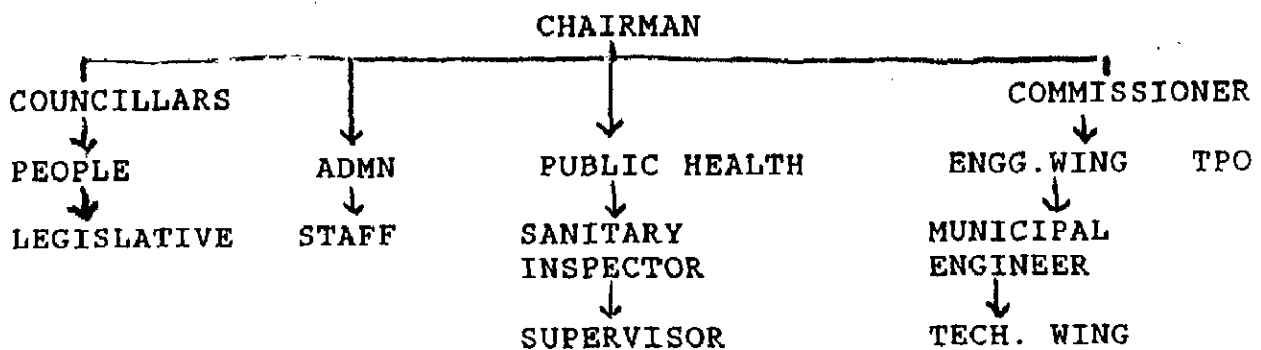 CHAIRMAN
COUNCILLARS COMMISSIONER
PEOPLE ADMN PUBLIC HEALTH ENGG.WING TPO
LEGISLATIVE STAFF SANITARY MUNICIPAL
INSPECTOR ENGINEER
SUPERVISOR TECH. WING